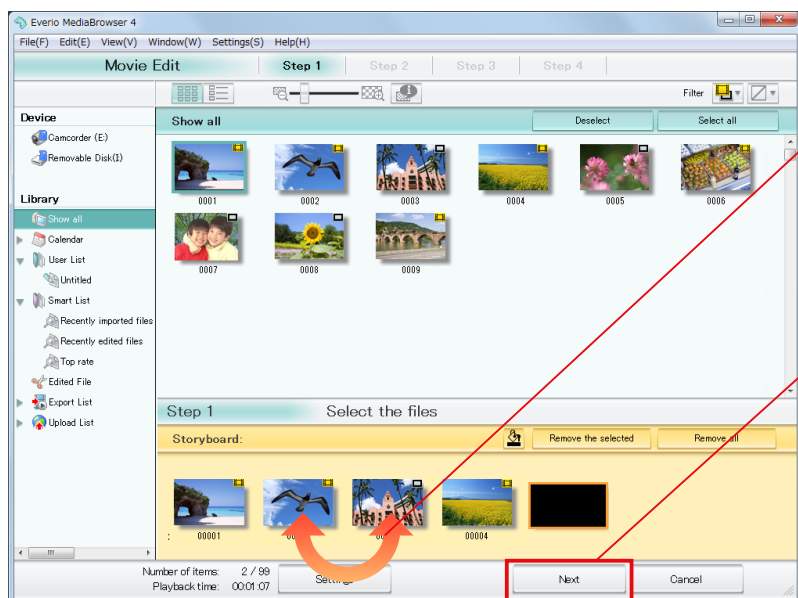 Everio MediaBrowser 4
File(F) Edit(E) View(V) Window(W) Settings(S) Help(H)
Movie Edit Step 1 Step 2 Step 3 Step 4
Filter
Device
Camcorder (E:)
Removable Disk(I)
Library
Show all
Calendar
User List
Untitled
Smart List
Recently imported files
Recently edited files
Top rate
Edited File
Export List
Upload List
Show all Deselect Select all
0001 0002 0003 0004 0005 0006
0007 0008 0009
Step 1 Select the files
Storyboard: Remove the selected Remove all
: 00001 00004
Number of items: 2 / 99
Playback time: 00:01:07
Settings Next Cancel